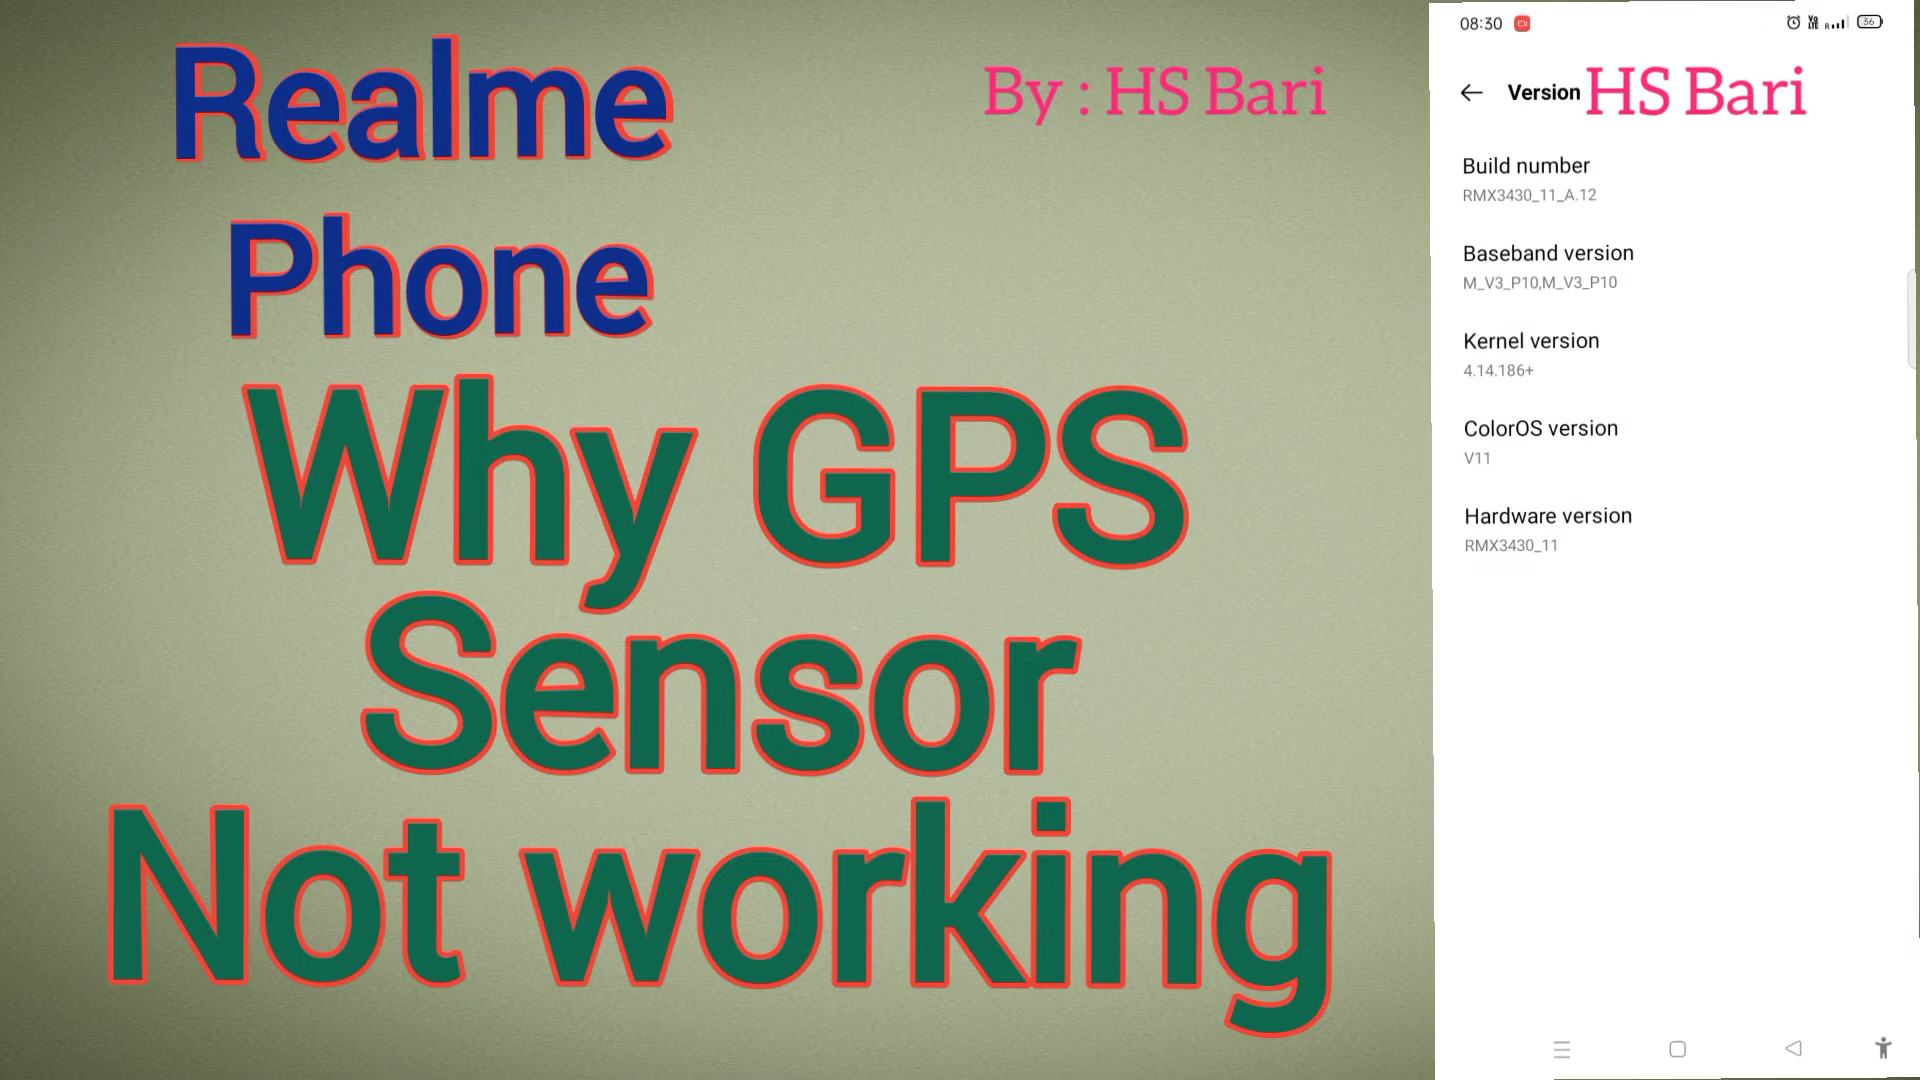 Realme
Phone
Why GPS
Sensor
Not working
By : HS Bari
08:30
R
36
Version HS Bari
Build number
RMX3430_11_A.12
Baseband version
M_V3_P10,M_V3_P10
Kernel version
4.14.186+
ColorOS version
V11
Hardware version
RMX3430_11